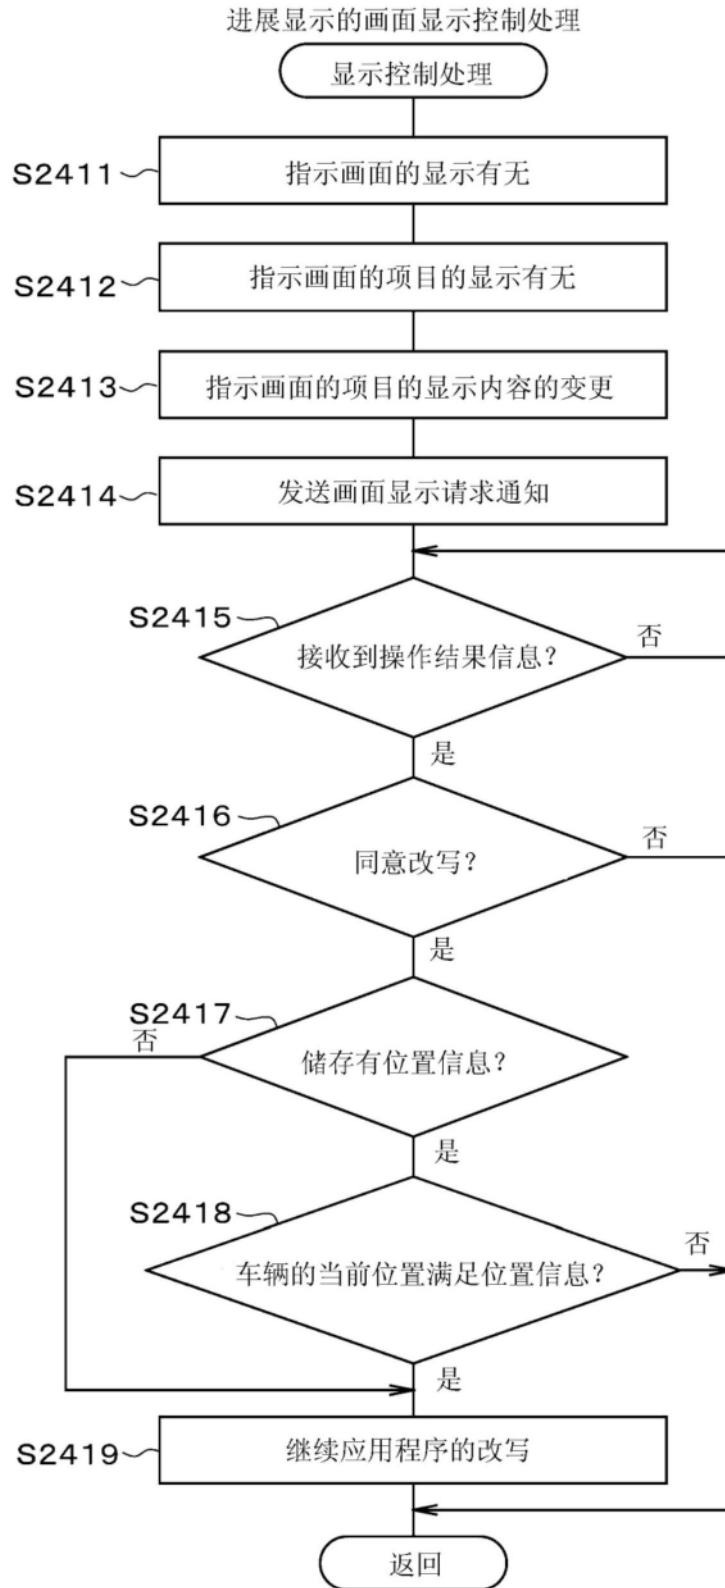 进展显示的画面显示控制处理
显示控制处理
S2411
指示画面的显示有无
S2412
指示画面的项目的显示有无
S2413
指示画面的项目的显示内容的变更
S2414
发送画面显示请求通知
S2415
接收到操作结果信息？
否
是
S2416
同意改写？
否
是
S2417
否
储存有位置信息？
是
S2418
车辆的当前位置满足位置信息？
否
是
S2419
继续应用程序的改写
返回